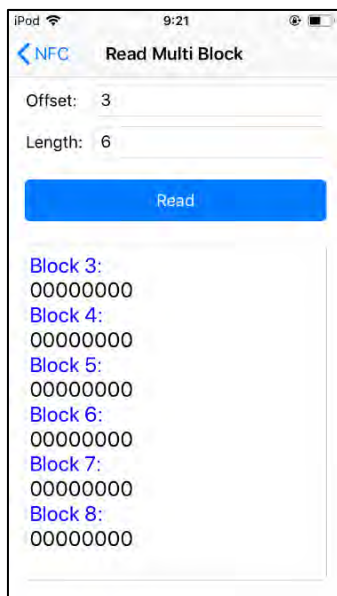 iPod 9:21
NFC Read Multi Block
Offset: 3
Length: 6
Read
Block 3:
00000000
Block 4:
00000000
Block 5:
00000000
Block 6:
00000000
Block 7:
00000000
Block 8:
00000000